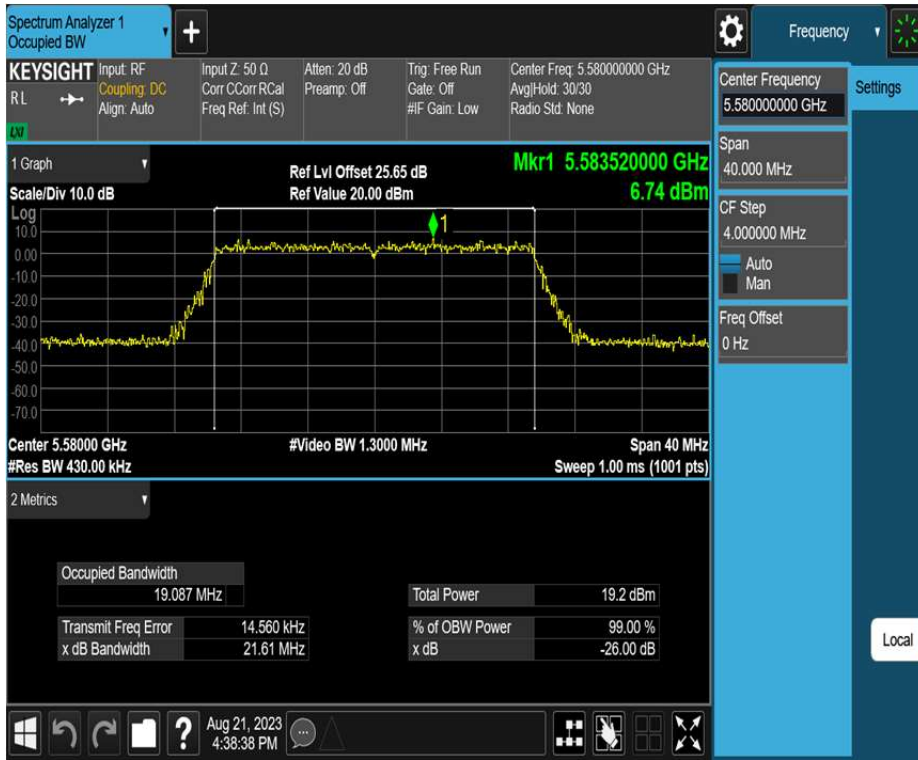 Spectrum Analyzer 1
Occupied BW
Frequency
KEYSIGHT
RL
LXI
Input: RF
Coupling: DC
Align: Auto
Input Z: 50 Ω
Corr CCorr RCal
Freq Ref: Int (S)
Atten: 20 dB
Preamp: Off
Trig: Free Run
Gate: Off
#IF Gain: Low
Center Freq: 5.580000000 GHz
Avg|Hold: 30/30
Radio Std: None
Center Frequency
5.580000000 GHz
Settings
Span
40.000 MHz
CF Step
4.000000 MHz
Auto
Man
Freq Offset
0 Hz
Local
1 Graph
Scale/Div 10.0 dB
Ref Lvl Offset 25.65 dB
Ref Value 20.00 dBm
Mkr1 5.583520000 GHz
6.74 dBm
Log
10.0
0.00
-10.0
-20.0
-30.0
-40.0
-50.0
-60.0
-70.0
1
Center 5.58000 GHz
#Video BW 1.3000 MHz
Span 40 MHz
#Res BW 430.00 kHz
Sweep 1.00 ms (1001 pts)
2 Metrics
Occupied Bandwidth
19.087 MHz
Total Power 19.2 dBm
Transmit Freq Error 14.560 kHz
% of OBW Power 99.00 %
x dB Bandwidth 21.61 MHz
x dB -26.00 dB
?
Aug 21, 2023
4:38:38 PM